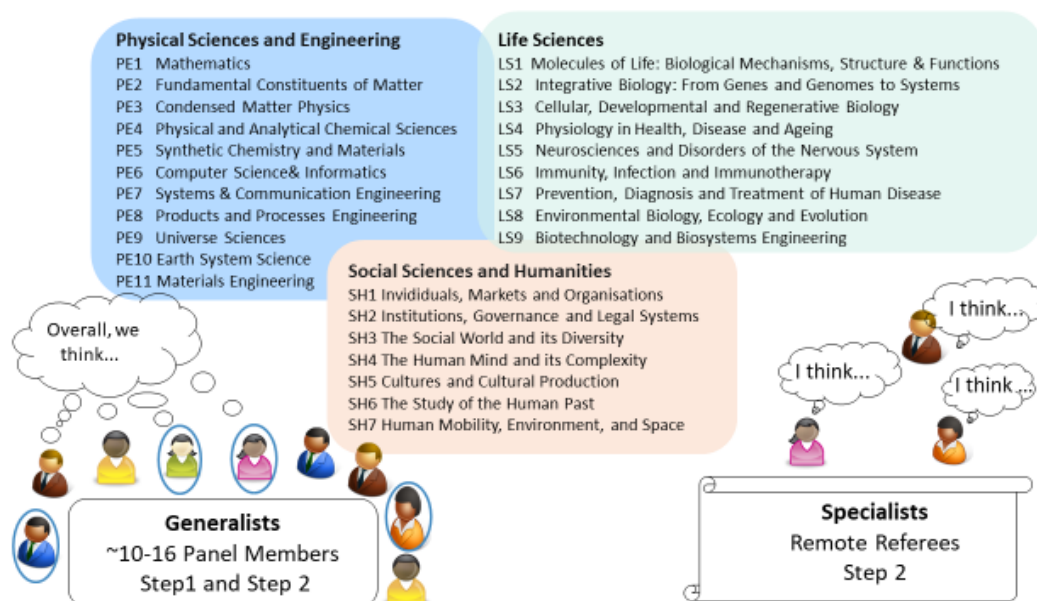 Physical Sciences and Engineering
PE1 Mathematics
PE2 Fundamental Constituents of Matter
PE3 Condensed Matter Physics
PE4 Physical and Analytical Chemical Sciences
PE5 Synthetic Chemistry and Materials
PE6 Computer Science& Informatics
PE7 Systems & Communication Engineering
PE8 Products and Processes Engineering
PE9 Universe Sciences
PE10 Earth System Science
PE11 Materials Engineering
Life Sciences
LS1 Molecules of Life: Biological Mechanisms, Structure & Functions
LS2 Integrative Biology: From Genes and Genomes to Systems
LS3 Cellular, Developmental and Regenerative Biology
LS4 Physiology in Health, Disease and Ageing
LS5 Neurosciences and Disorders of the Nervous System
LS6 Immunity, Infection and Immunotherapy
LS7 Prevention, Diagnosis and Treatment of Human Disease
LS8 Environmental Biology, Ecology and Evolution
LS9 Biotechnology and Biosystems Engineering
Social Sciences and Humanities
SH1 Invididuals, Markets and Organisations
SH2 Institutions, Governance and Legal Systems
SH3 The Social World and its Diversity
SH4 The Human Mind and its Complexity
SH5 Cultures and Cultural Production
SH6 The Study of the Human Past
SH7 Human Mobility, Environment, and Space
Overall, we
think...
I think...
I think...
I think ...
Generalists
~10-16 Panel Members
Step1 and Step 2
Specialists
Remote Referees
Step 2